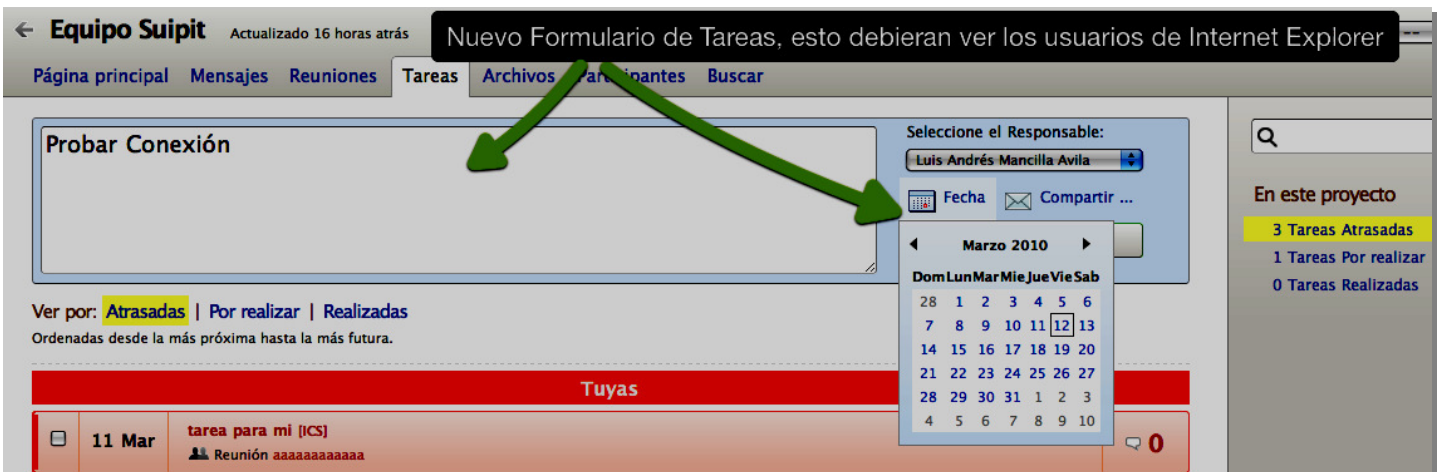 Equipo Suipit Actualizado 16 horas atrás
Nuevo Formulario de Tareas, esto debieran ver los usuarios de Internet Explorer
Página principal Mensajes Reuniones Tareas Archivos Participantes Buscar
Probar Conexión
Seleccione el Responsable:
Luis Andrés Mancilla Avila
Fecha Compartir ...
Marzo 2010
Dom Lun Mar Mie Jue Vie Sab
28 1 2 3 4 5 6
7 8 9 10 11 12 13
14 15 16 17 18 19 20
21 22 23 24 25 26 27
28 29 30 31 1 2 3
4 5 6 7 8 9 10
En este proyecto
3 Tareas Atrasadas
1 Tareas Por realizar
0 Tareas Realizadas
Ver por: Atrasadas | Por realizar | Realizadas
Ordenadas desde la más próxima hasta la más futura.
Tuyas
11 Mar
tarea para mi [ICS]
Reunión aaaaaaaaaaaa
0